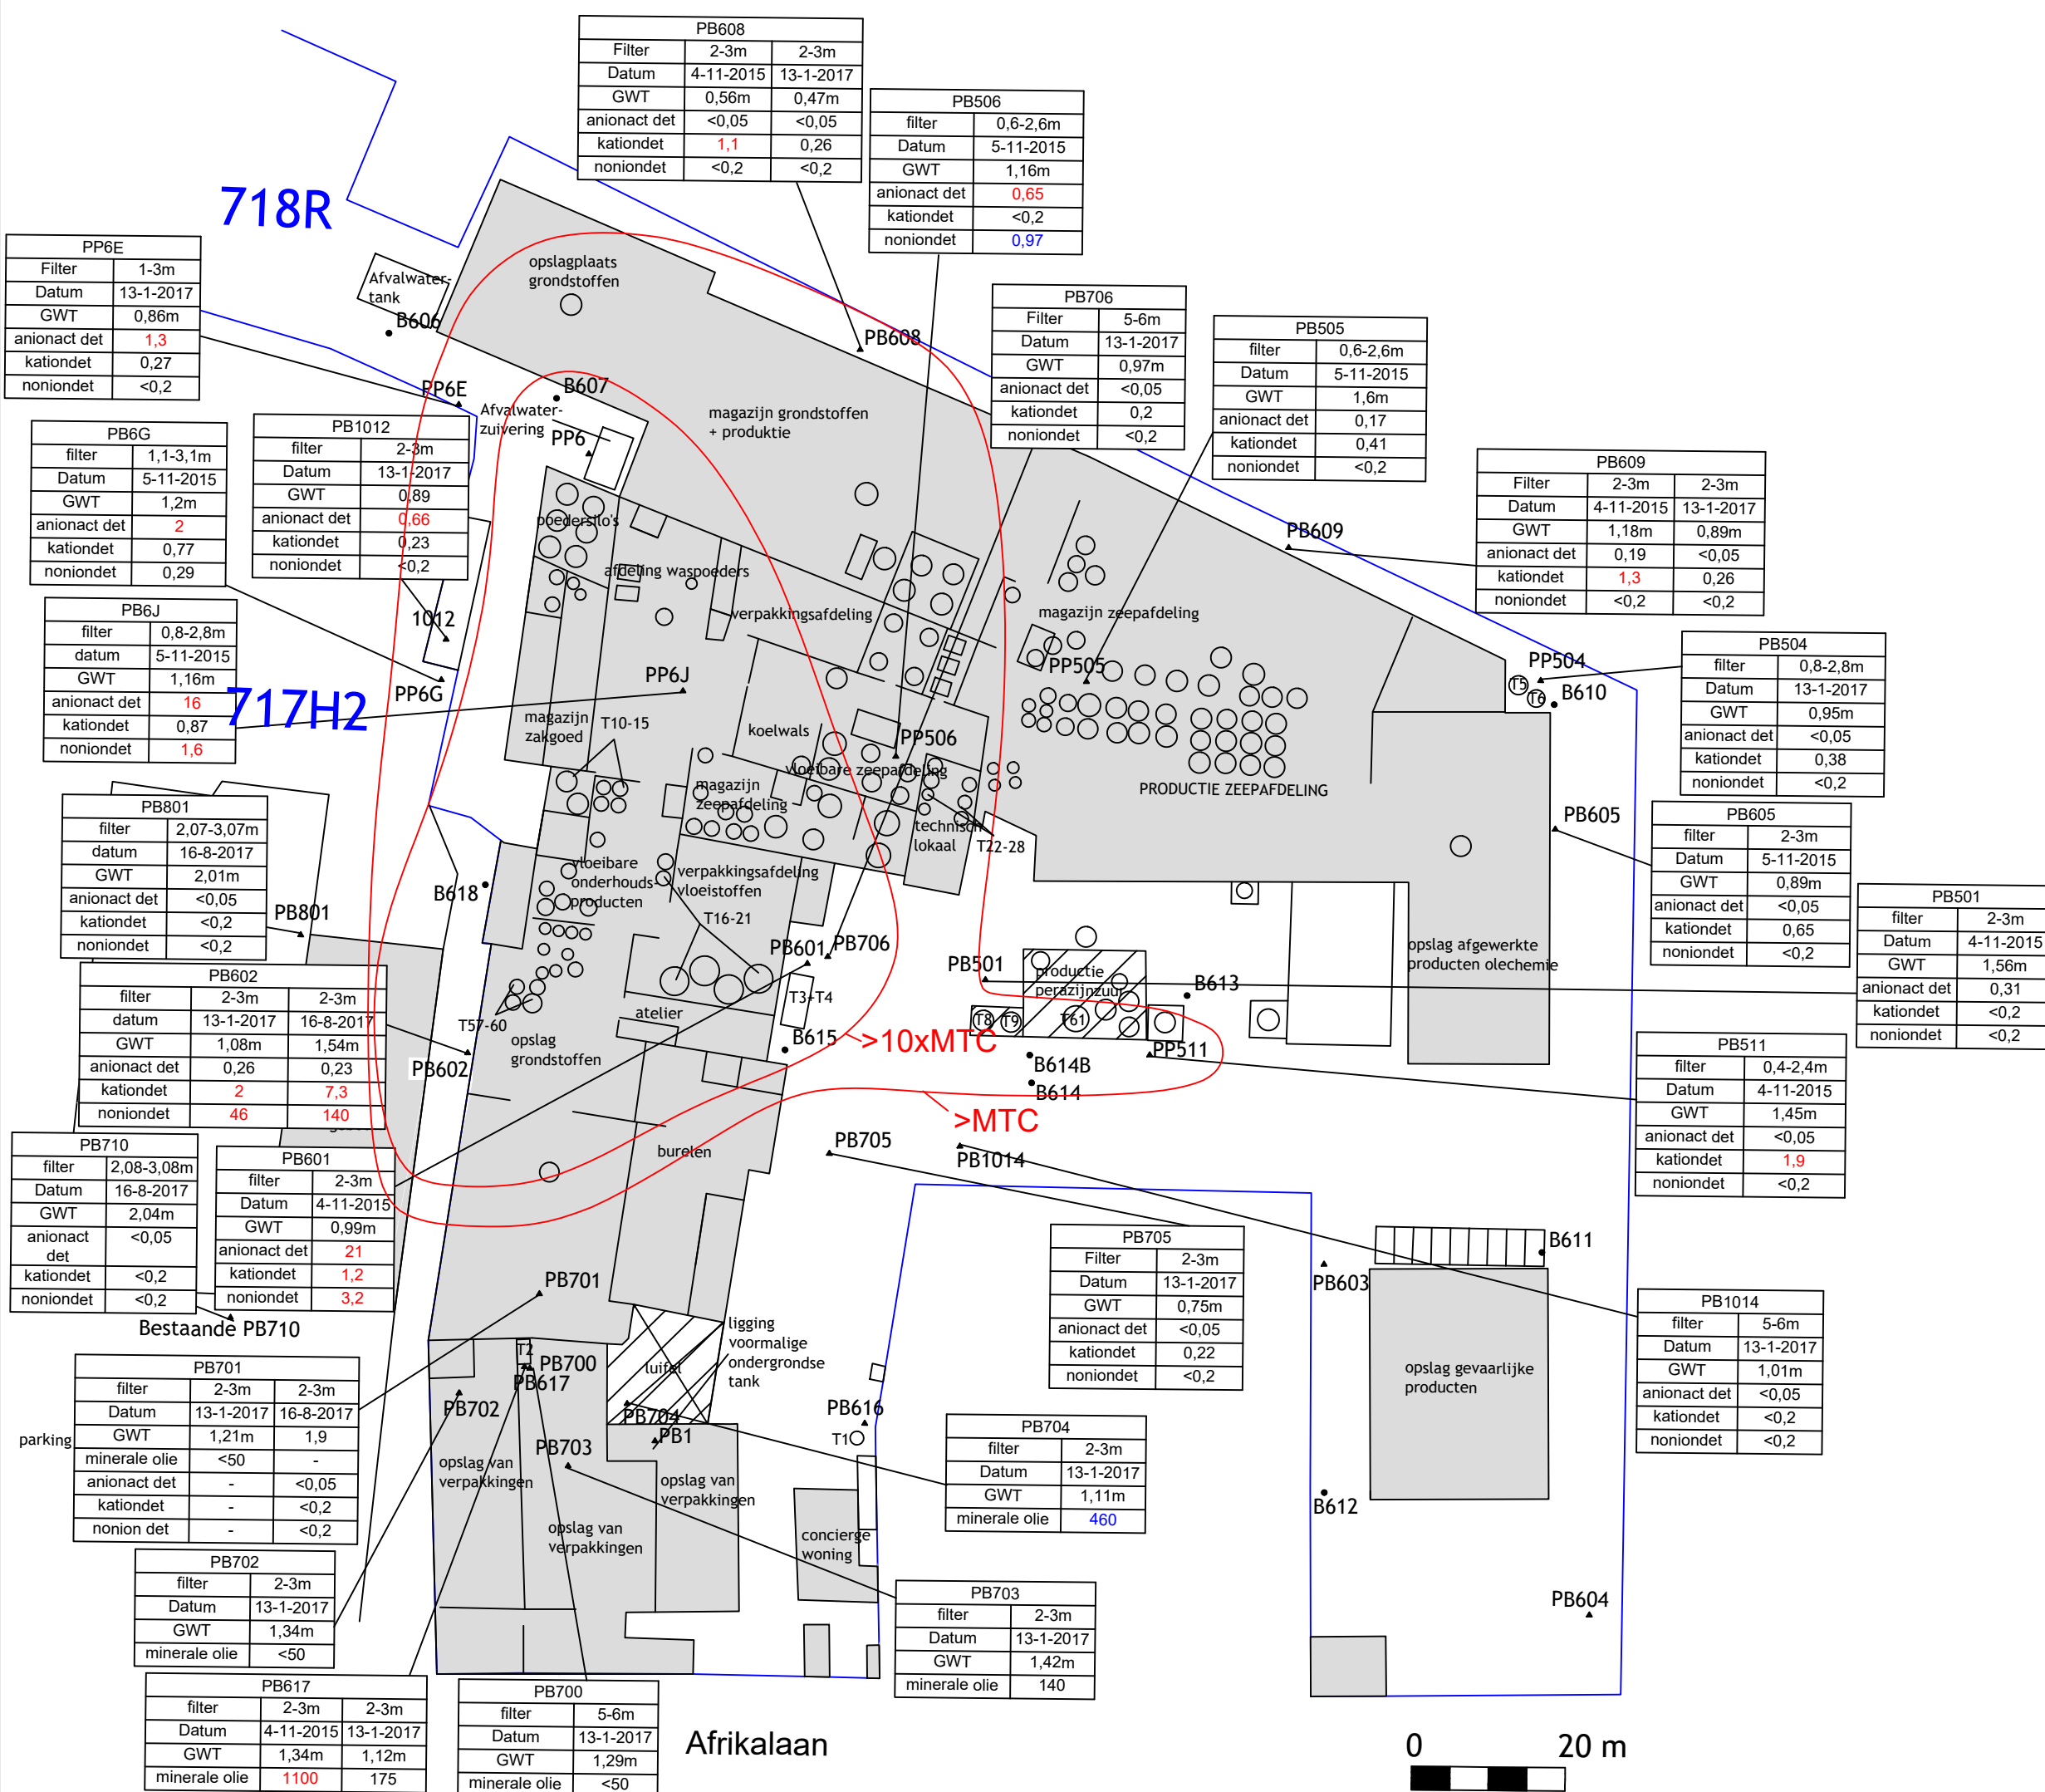 PB608
Filter 2-3m 2-3m
Datum 4-11-2015 13-1-2017
GWT 0,56m 0,47m
anionact det <0,05 <0,05
kationdet 1,1 0,26
noniondet <0,2 <0,2
PB506
filter 0,6-2,6m
Datum 5-11-2015
GWT 1,16m
anionact det 0,65
kationdet <0,2
noniondet 0,97
718R
PP6E
Filter 1-3m
Datum 13-1-2017
GWT 0,86m
anionact det 1,3
kationdet 0,27
noniondet <0,2
Afvalwater-
tank
B606
opslagplaats
grondstoffen
PB608
PB706
Filter 5-6m
Datum 13-1-2017
GWT 0,97m
anionact det <0,05
kationdet 0,2
noniondet <0,2
PB505
filter 0,6-2,6m
Datum 5-11-2015
GWT 1,6m
anionact det 0,17
kationdet 0,41
noniondet <0,2
PP6E
B607
Afvalwater-
zuivering
PP6
magazijn grondstoffen
+ produktie
PB6G
filter 1,1-3,1m
Datum 5-11-2015
GWT 1,2m
anionact det 2
kationdet 0,77
noniondet 0,29
PB1012
filter 2-3m
Datum 13-1-2017
GWT 0,89
anionact det 0,66
kationdet 0,23
noniondet <0,2
PB609
Filter 2-3m 2-3m
Datum 4-11-2015 13-1-2017
GWT 1,18m 0,89m
anionact det 0,19 <0,05
kationdet 1,3 0,26
noniondet <0,2 <0,2
poedersilo's
PB609
afdeling waspoeders
verpakkingsafdeling
magazijn zeepafdeling
1012
PB6J
filter 0,8-2,8m
datum 5-11-2015
GWT 1,16m
anionact det 16
kationdet 0,87
noniondet 1,6
717H2
PP6G
PP6J
PP505
PP504
T5
T6
B610
PB504
filter 0,8-2,8m
Datum 13-1-2017
GWT 0,95m
anionact det <0,05
kationdet 0,38
noniondet <0,2
magazijn
zakgoed
T10-15
koelwals
PP506
vloeibare zeepafdeling
magazijn
zeepafdeling
PRODUCTIE ZEEPAFDELING
technisch
lokaal
T22-28
PB605
PB605
filter 2-3m
Datum 5-11-2015
GWT 0,89m
anionact det <0,05
kationdet 0,65
noniondet <0,2
PB801
filter 2,07-3,07m
datum 16-8-2017
GWT 2,01m
anionact det <0,05
kationdet <0,2
noniondet <0,2
PB801
B618
vloeibare
onderhouds-
producten
verpakkingsafdeling
vloeistoffen
T16-21
PB501
filter 2-3m
Datum 4-11-2015
GWT 1,56m
anionact det 0,31
kationdet <0,2
noniondet <0,2
PB601
PB706
PB501
productie
perazijnzuur
B613
opslag afgewerkte
producten olechemie
T3+T4
T8
T9
T61
PB602
filter 2-3m 2-3m
datum 13-1-2017 16-8-2017
GWT 1,08m 1,54m
anionact det 0,26 0,23
kationdet 2 7,3
noniondet 46 140
T57-60
opslag
grondstoffen
atelier
B615
>10xMTC
PB602
B614B
B614
PP511
>MTC
PB511
filter 0,4-2,4m
Datum 4-11-2015
GWT 1,45m
anionact det <0,05
kationdet 1,9
noniondet <0,2
PB710
filter 2,08-3,08m
Datum 16-8-2017
GWT 2,04m
anionact
det <0,05
kationdet <0,2
noniondet <0,2
PB601
filter 2-3m
Datum 4-11-2015
GWT 0,99m
anionact det 21
kationdet 1,2
noniondet 3,2
burelen
PB705
PB1014
PB705
Filter 2-3m
Datum 13-1-2017
GWT 0,75m
anionact det <0,05
kationdet 0,22
noniondet <0,2
B611
PB603
PB701
Bestaande PB710
PB1014
filter 5-6m
Datum 13-1-2017
GWT 1,01m
anionact det <0,05
kationdet <0,2
noniondet <0,2
ligging
voormalige
ondergrondse
tank
luifel
T2
PB700
PB617
PB702
PB704
PB1
PB703
PB616
T1
opslag gevaarlijke
producten
PB701
filter 2-3m 2-3m
Datum 13-1-2017 16-8-2017
GWT 1,21m 1,9
minerale olie <50 -
anionact det - <0,05
kationdet - <0,2
nonion det - <0,2
parking
PB704
filter 2-3m
Datum 13-1-2017
GWT 1,11m
minerale olie 460
opslag van
verpakkingen
opslag van
verpakkingen
opslag van
verpakkingen
concierge
woning
B612
PB702
filter 2-3m
Datum 13-1-2017
GWT 1,34m
minerale olie <50
PB703
filter 2-3m
Datum 13-1-2017
GWT 1,42m
minerale olie 140
PB604
PB617
filter 2-3m 2-3m
Datum 4-11-2015 13-1-2017
GWT 1,34m 1,12m
minerale olie 1100 175
PB700
filter 5-6m
Datum 13-1-2017
GWT 1,29m
minerale olie <50
Afrikalaan
0 20 m